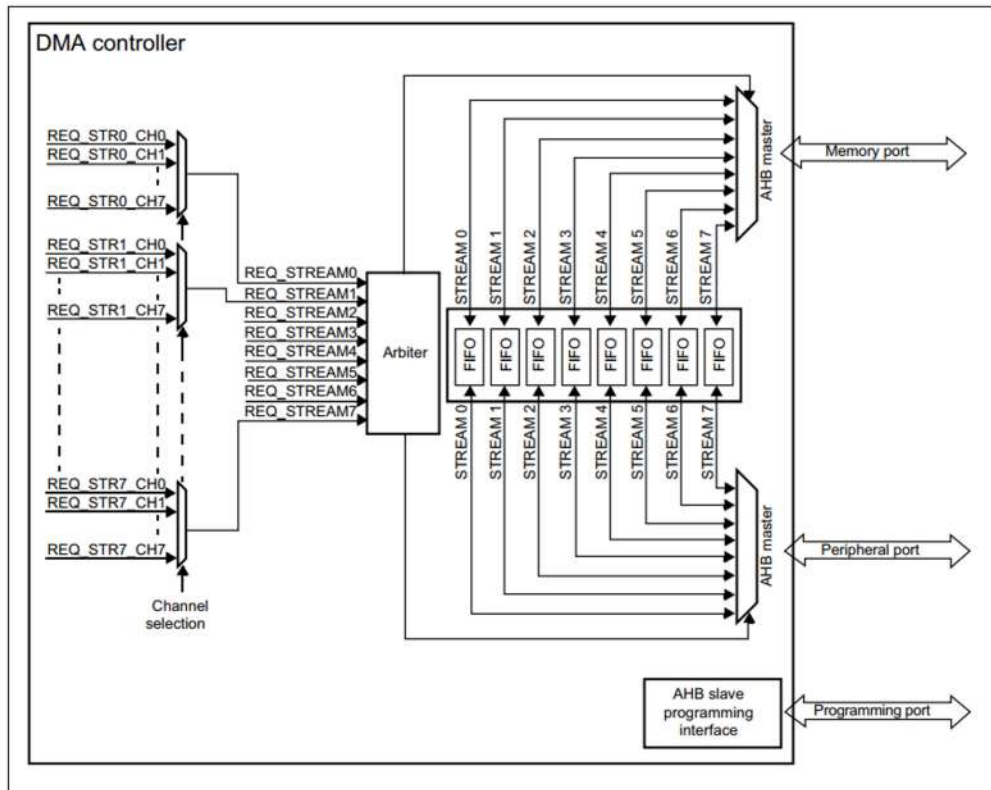 DMA controller
REQ_STR0_CH0
REQ_STR0_CH1
REQ_STR0_CH7
REQ_STR1_CH0
REQ_STR1_CH1
REQ_STR1_CH7
REQ_STR7_CH0
REQ_STR7_CH1
REQ_STR7_CH7
Channel
selection
REQ_STREAM0
REQ_STREAM1
REQ_STREAM2
REQ_STREAM3
REQ_STREAM4
REQ_STREAM5
REQ_STREAM6
REQ_STREAM7
Arbiter
STREAM 0
STREAM 1
STREAM 2
STREAM 3
STREAM 4
STREAM 5
STREAM 6
STREAM 7
FIFO
FIFO
FIFO
FIFO
FIFO
FIFO
FIFO
FIFO
STREAM 0
STREAM 1
STREAM 2
STREAM 3
STREAM 4
STREAM 5
STREAM 6
STREAM 7
AHB master
Memory port
AHB master
Peripheral port
AHB slave
programming
interface
Programming port